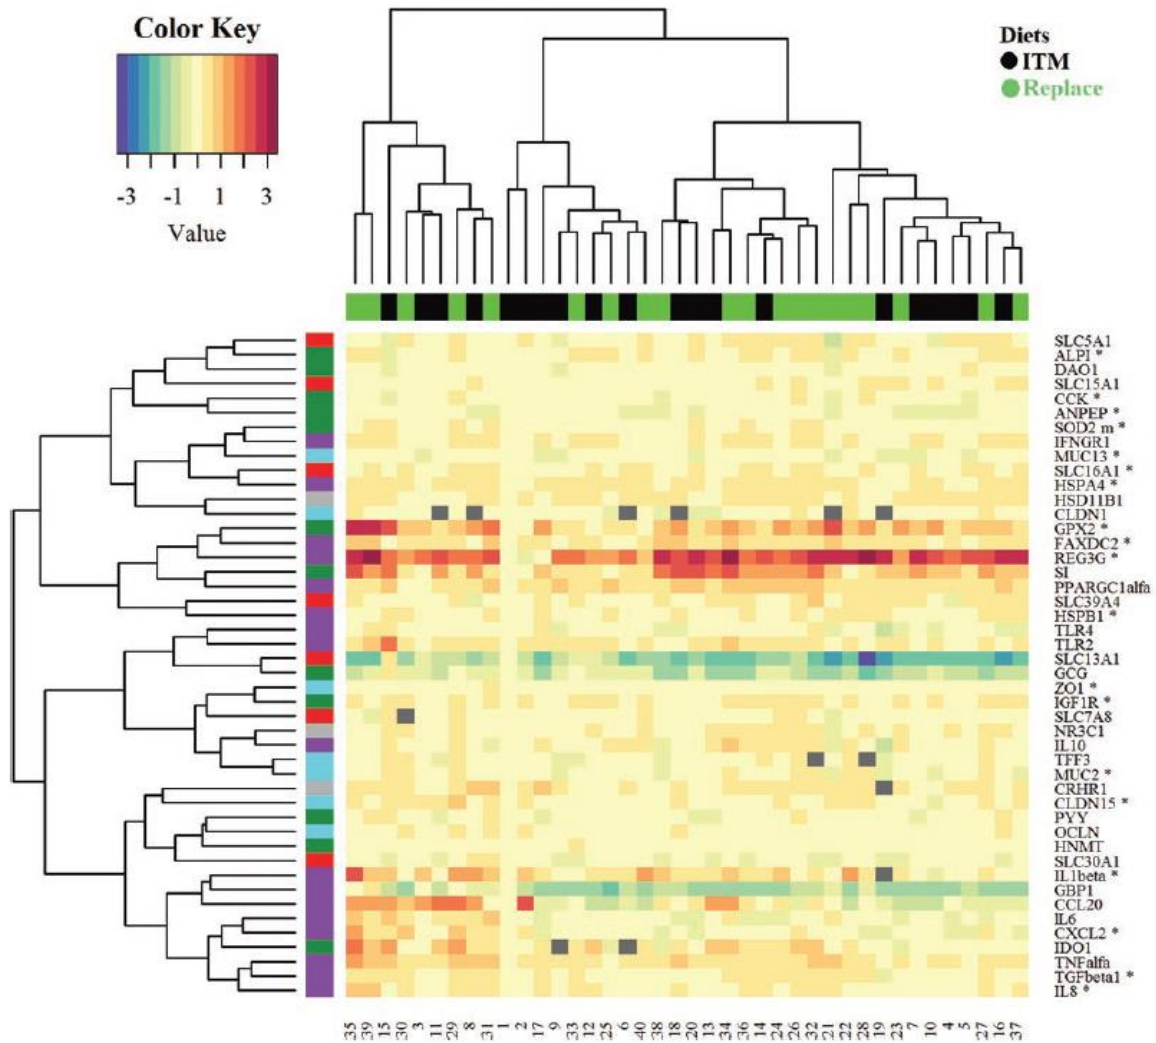 Color Key
-3 -1 1 3
Value
Diets
ITM
Replace
SLC5A1
ALPI *
DAO1
SLC15A1
CCK *
ANPEP *
SOD2 m *
IFNGR1
MUC13 *
SLC16A1 *
HSPA4 *
HSD11B1
CLDN1
GPX2 *
FAXDC2 *
REG3G *
SI
PPARGC1alfa
SLC39A4
HSPB1 *
TLR4
TLR2
SLC13A1
GCG
ZO1 *
IGF1R *
SLC7A8
NR3C1
IL10
TFF3
MUC2 *
CRHR1
CLDN15 *
PYY
OCLN
HNMT
SLC30A1
IL1beta *
GBP1
CCL20
IL6
CXCL2 *
IDO1
TNFalfa
TGFbeta1 *
IL8 *
35 39 15 30 3 11 29 8 31 1 2 17 9 33 12 25 6 40 38 18 20 13 34 36 14 24 26 32 21 22 28 19 23 7 10 4 5 27 16 37